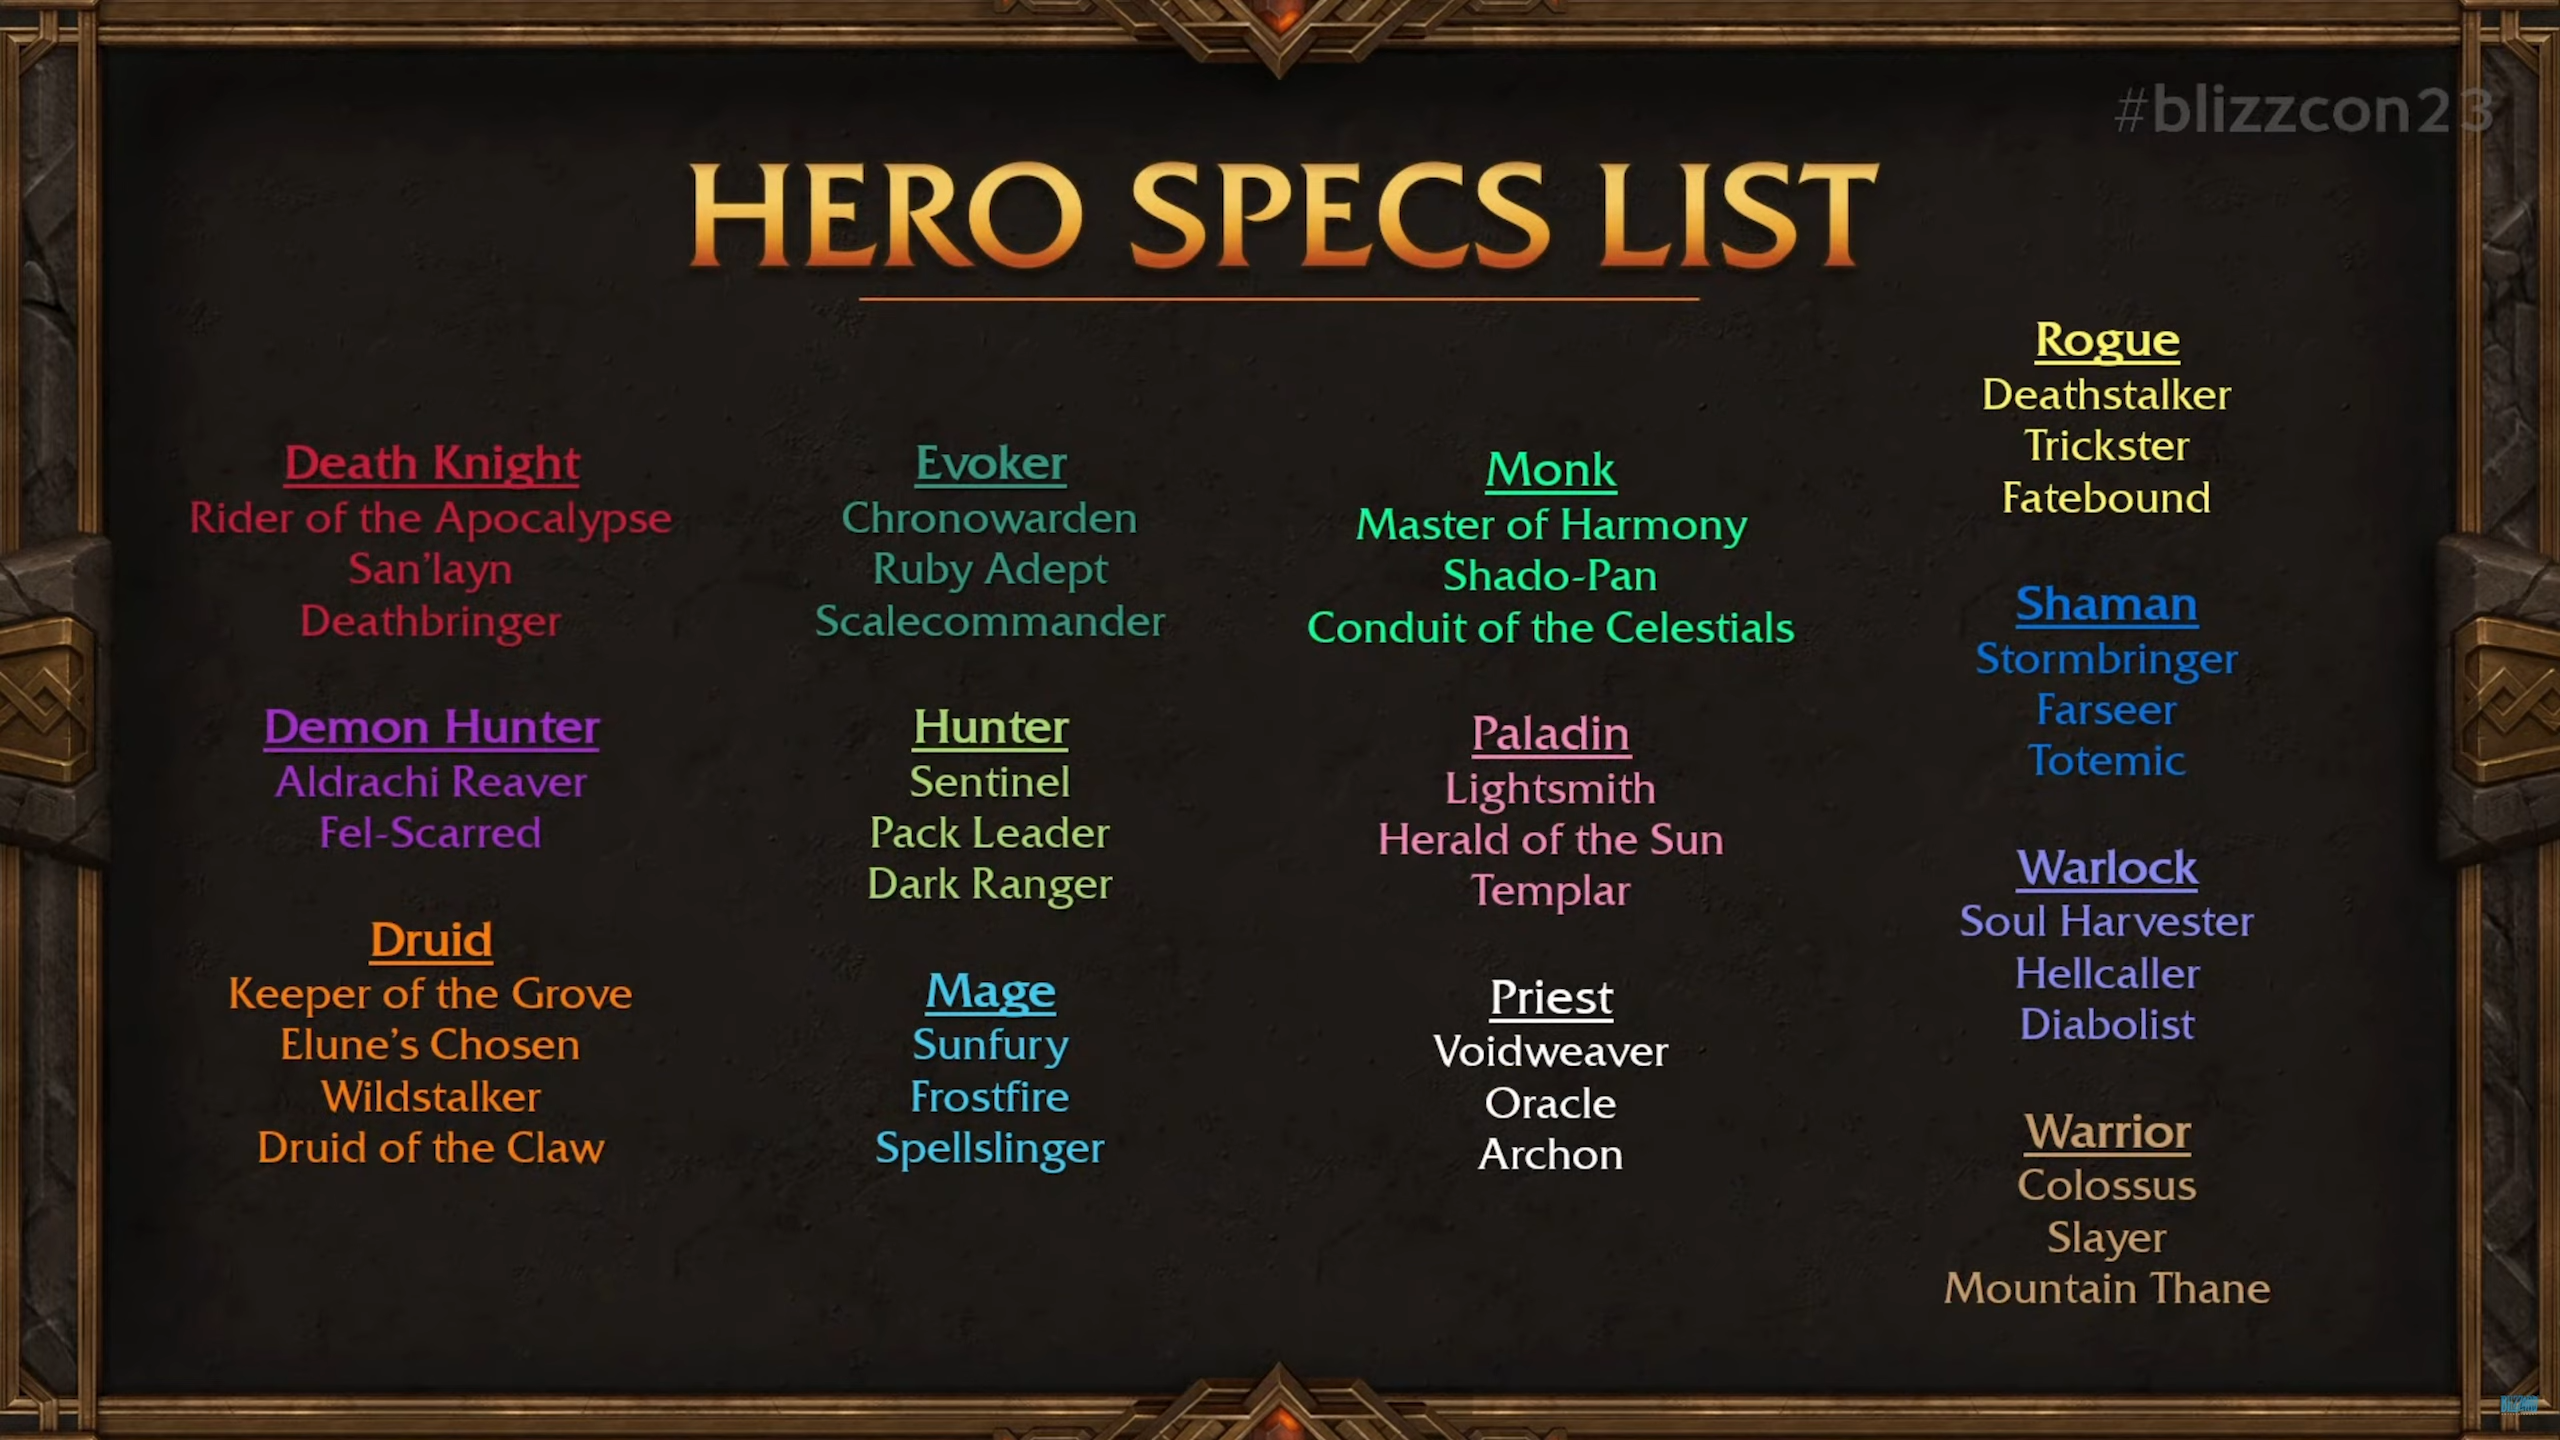 #blizzcon23
HERO SPECS LIST
Death Knight
Rider of the Apocalypse
San’layn
Deathbringer
Demon Hunter
Aldrachi Reaver
Fel-Scarred
Druid
Keeper of the Grove
Elune’s Chosen
Wildstalker
Druid of the Claw
Evoker
Chronowarden
Ruby Adept
Scalecommander
Hunter
Sentinel
Pack Leader
Dark Ranger
Mage
Sunfury
Frostfire
Spellslinger
Monk
Master of Harmony
Shado-Pan
Conduit of the Celestials
Paladin
Lightsmith
Herald of the Sun
Templar
Priest
Voidweaver
Oracle
Archon
Rogue
Deathstalker
Trickster
Fatebound
Shaman
Stormbringer
Farseer
Totemic
Warlock
Soul Harvester
Hellcaller
Diabolist
Warrior
Colossus
Slayer
Mountain Thane